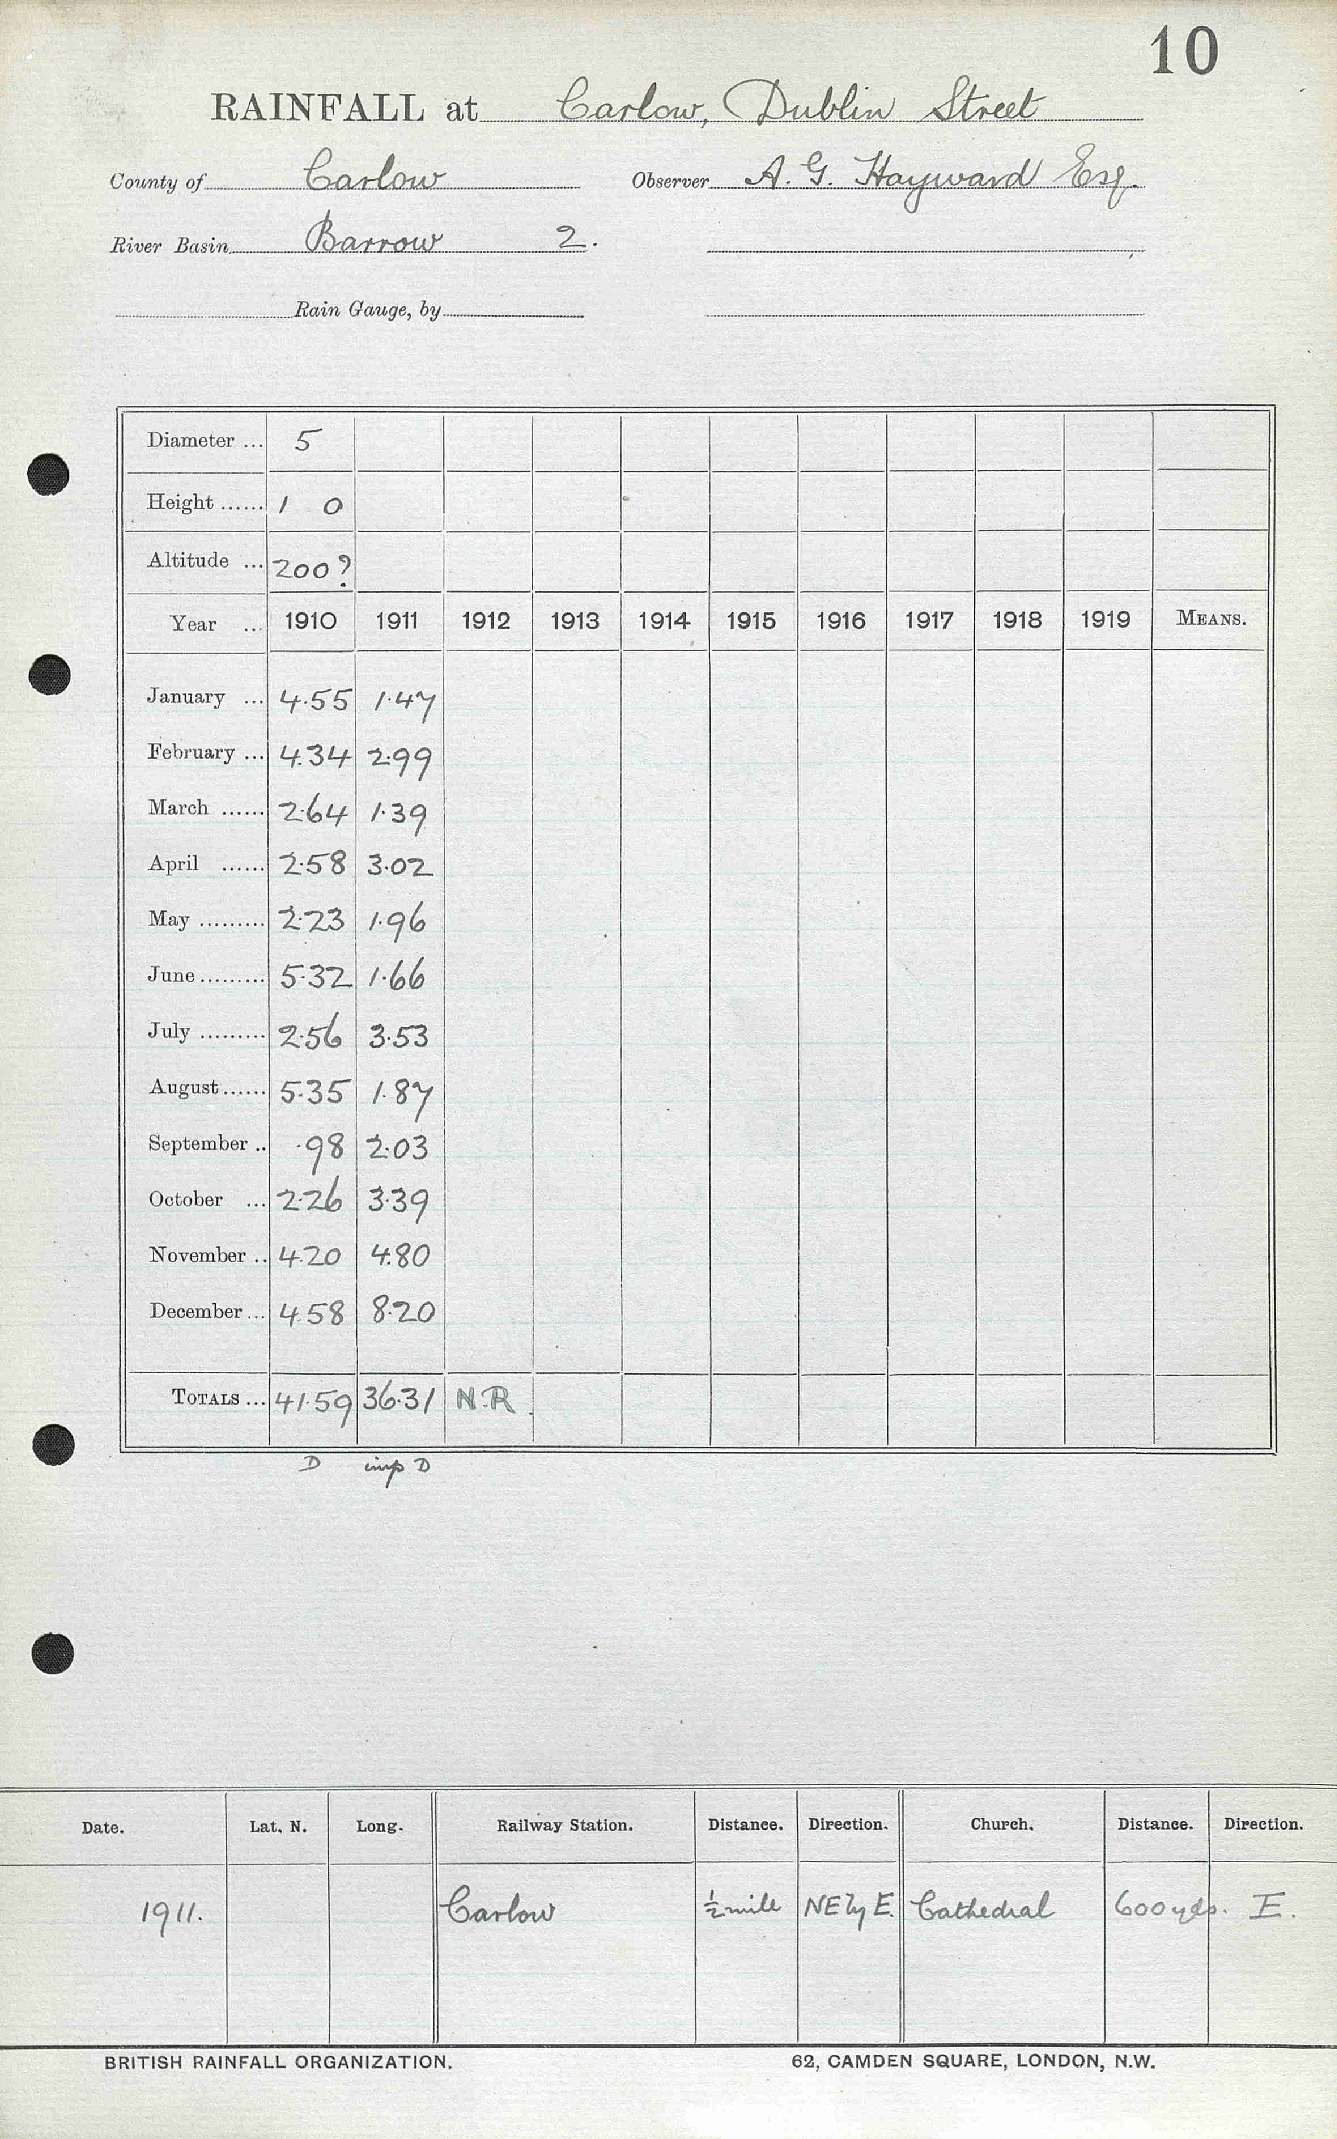 10
RAINFALL at Carlow, Dublin Street
County of Carlow Observer A. G. Hayward Esq.
River Basin Barrow 2.
Rain Gauge, by
Diameter ... 5
Height ...... 1 0
Altitude ... 200?
Year ... 1910 1911 1912 1913 1914 1915 1916 1917 1918 1919 MEANS.
January ... 4.55 1.47
February ... 4.34 2.99
March ...... 2.64 1.39
April ...... 2.58 3.02
May ......... 2.23 1.96
June ......... 5.32 1.66
July ......... 2.56 3.53
August ...... 5.35 1.87
September .. .98 2.03
October ... 2.26 3.39
November .. 4.20 4.80
December ... 4.58 8.20
TOTALS ... 41.59 36.31 N.R.
D imp D
Date. Lat. N. Long. Railway Station. Distance. Direction. Church. Distance. Direction.
1911. Carlow ½ mile NE by E. Cathedral 600 yds. E.
BRITISH RAINFALL ORGANIZATION. 62, CAMDEN SQUARE, LONDON, N.W.